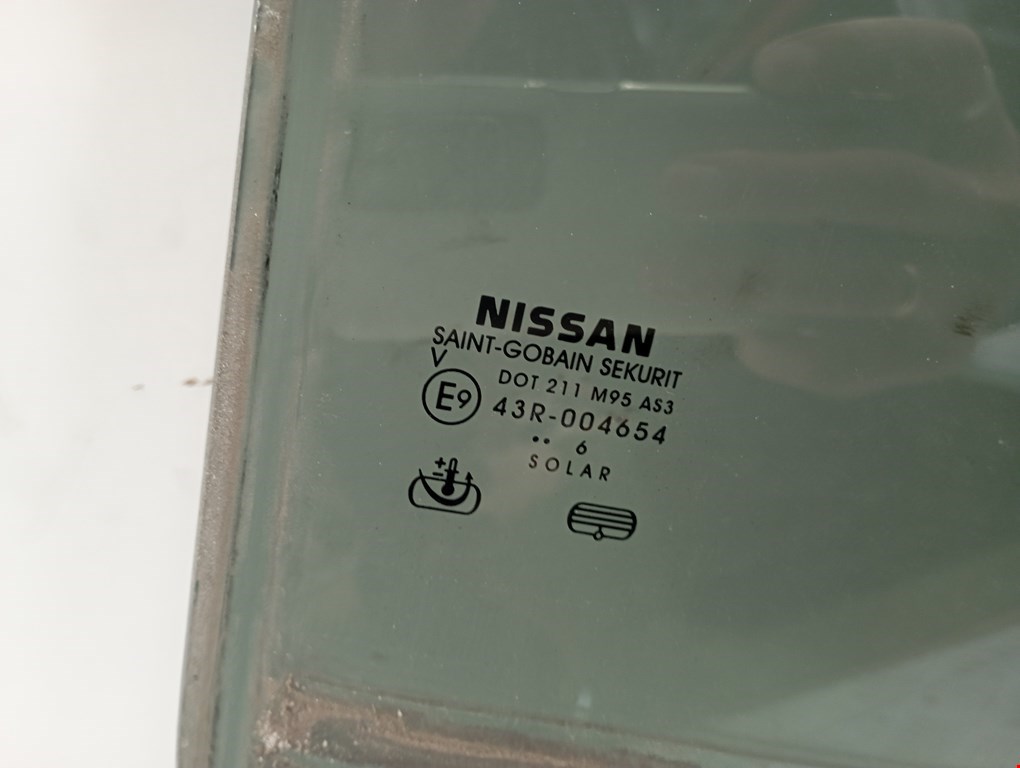 NISSAN
SAINT-GOBAIN SEKURIT
V
E9 DOT 211 M95 AS3
43R-004654
•• 6
SOLAR
+
-